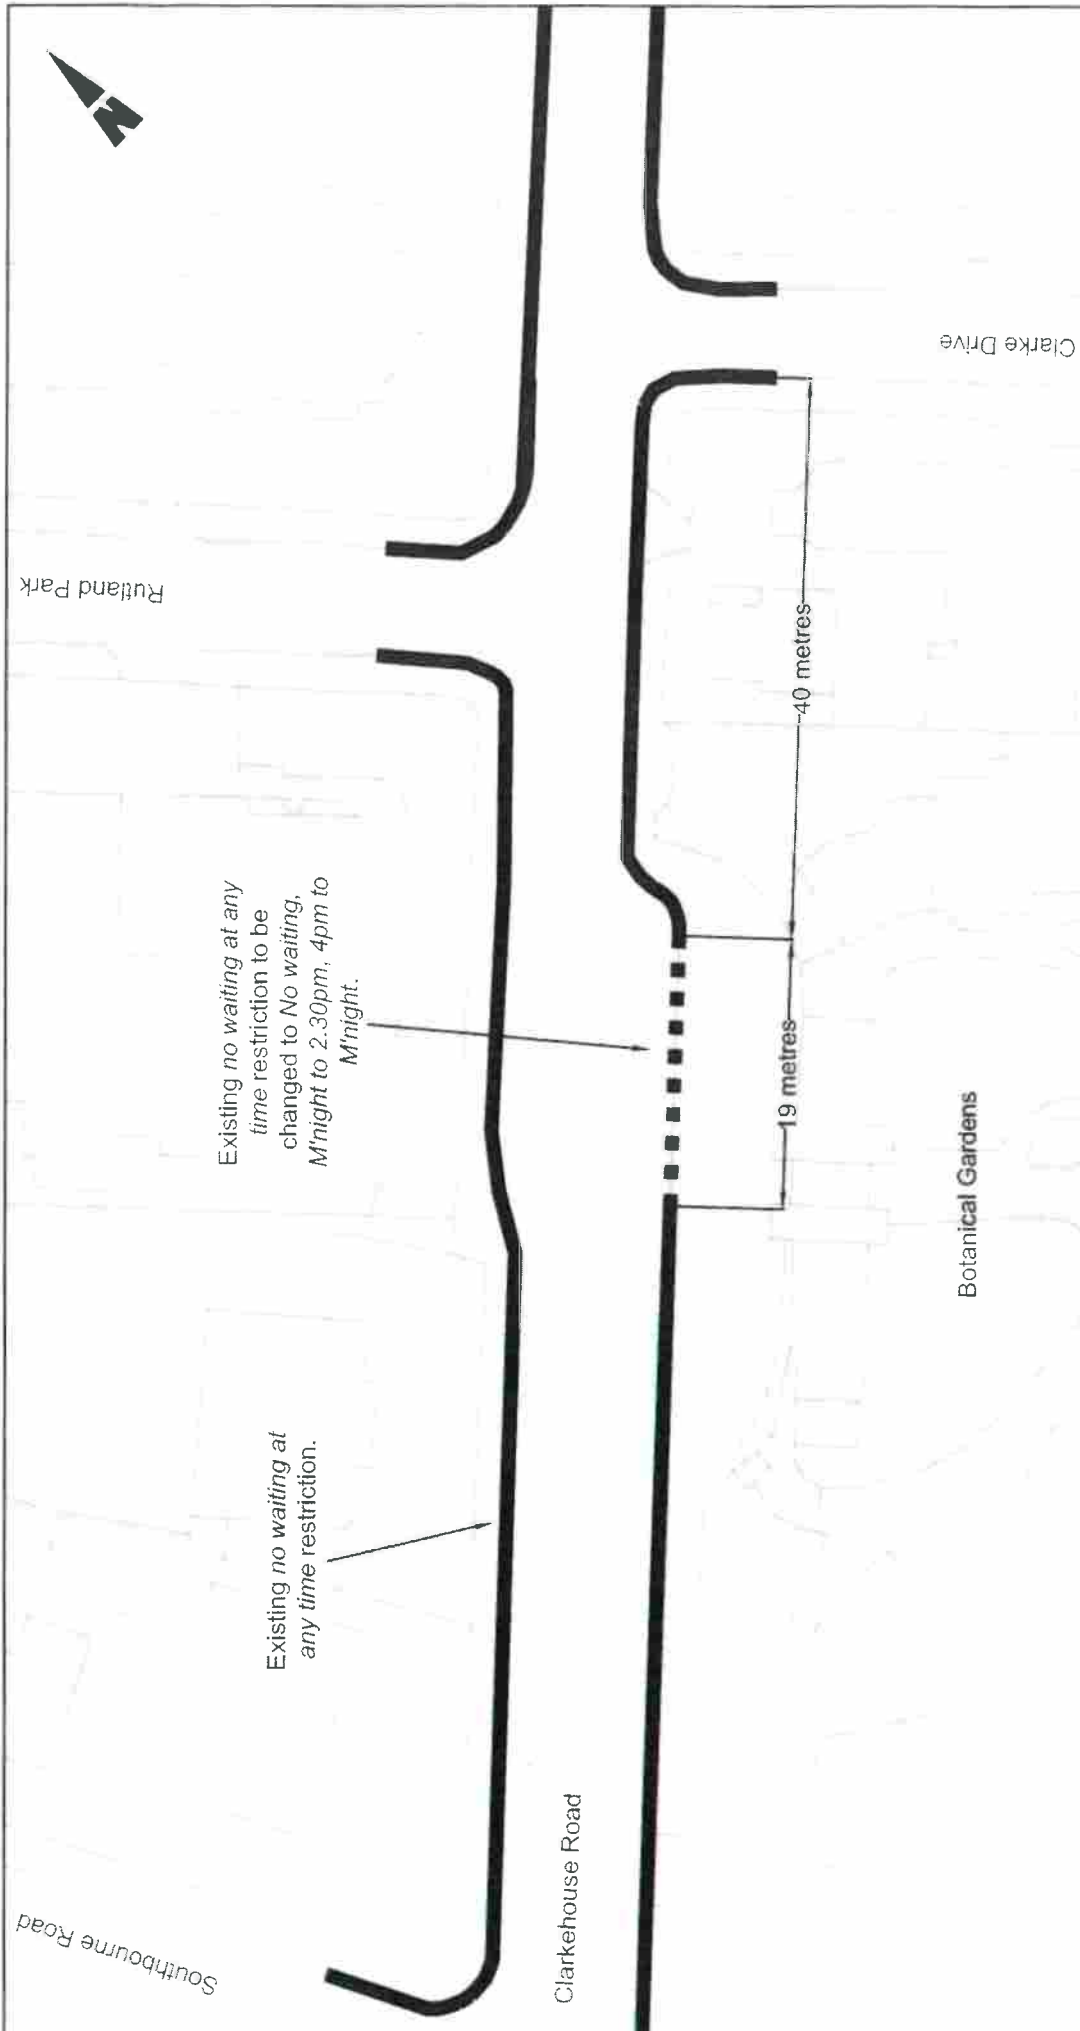 N
Southbourne Road
Rutland Park
Existing no waiting at any
time restriction to be
changed to No waiting,
M'night to 2.30pm, 4pm to
M'night.
Existing no waiting at
any time restriction.
Clarkehouse Road
19 metres
40 metres
Botanical Gardens
Clarke Drive